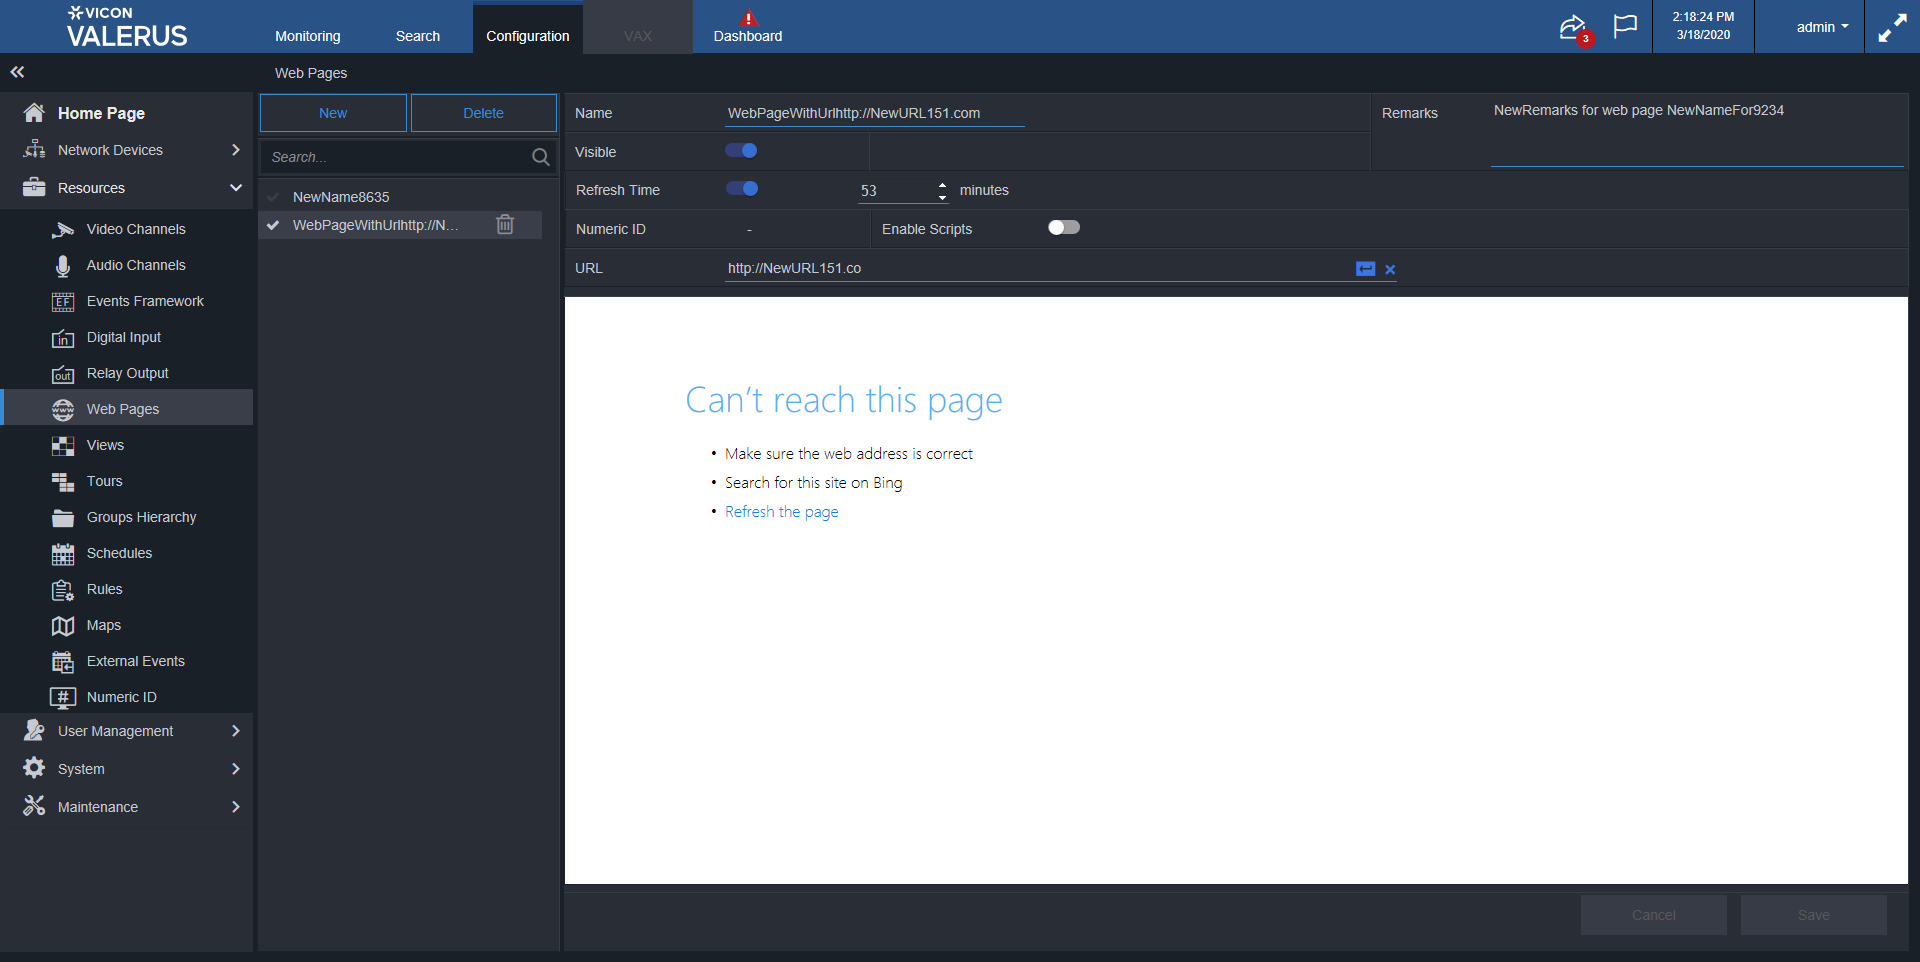 VICON
VALERUS
Monitoring
Search
Configuration
VAX
Dashboard
3
2:18:24 PM
3/18/2020
admin
Web Pages
Home Page
Network Devices
Resources
Video Channels
Audio Channels
EF
Events Framework
in
Digital Input
out
Relay Output
www
Web Pages
Views
Tours
Groups Hierarchy
Schedules
Rules
Maps
External Events
#
Numeric ID
User Management
System
Maintenance
New
Delete
Search...
NewName8635
WebPageWithUrlhttp://N...
Name
WebPageWithUrlhttp://NewURL151.com
Remarks
NewRemarks for web page NewNameFor9234
Visible
Refresh Time
53
minutes
Numeric ID
-
Enable Scripts
URL
http://NewURL151.co
Can't reach this page
• Make sure the web address is correct
• Search for this site on Bing
• Refresh the page
Cancel
Save